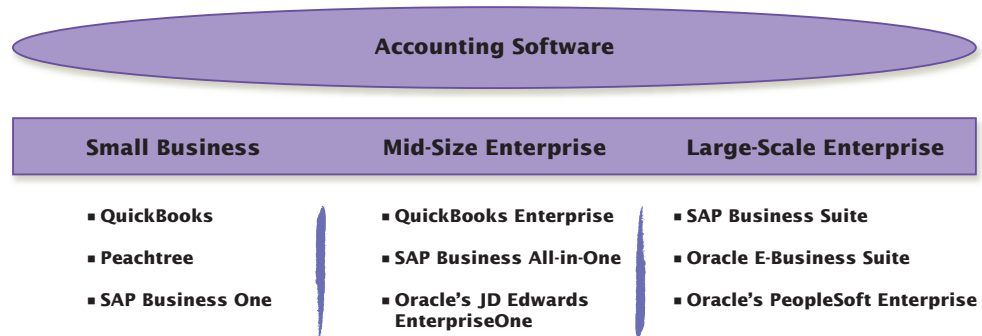 Accounting Software
Small Business
Mid-Size Enterprise
Large-Scale Enterprise
▪ QuickBooks
▪ Peachtree
▪ SAP Business One
▪ QuickBooks Enterprise
▪ SAP Business All-in-One
▪ Oracle's JD Edwards
EnterpriseOne
▪ SAP Business Suite
▪ Oracle E-Business Suite
▪ Oracle's PeopleSoft Enterprise